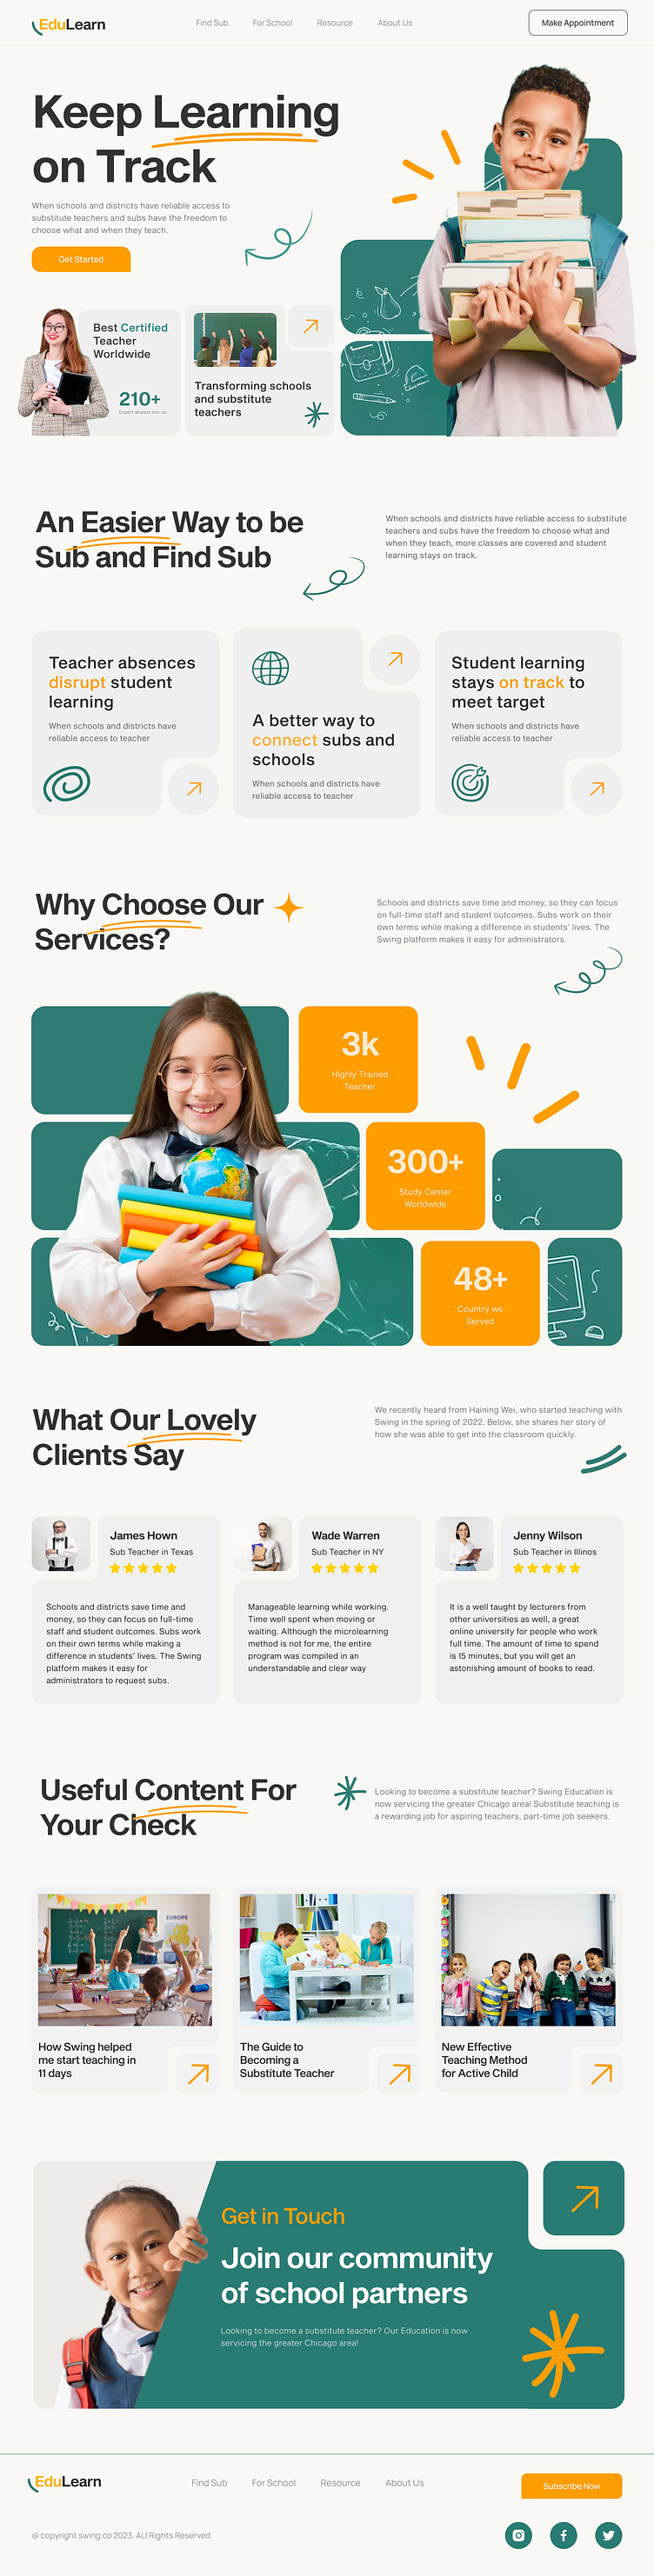 EduLearn
Find Sub
For School
Resource
About Us
Make Appointment
Keep Learning
on Track
When schools and districts have reliable access to
substitute teachers and subs have the freedom to
choose what and when they teach.
Get Started
Best Certified
Teacher
Worldwide
210+
Expert already join us
Transforming schools
and substitute
teachers
An Easier Way to be
Sub and Find Sub
When schools and districts have reliable access to substitute
teachers and subs have the freedom to choose what and
when they teach, more classes are covered and student
learning stays on track.
Teacher absences
disrupt student
learning
When schools and districts have
reliable access to teacher
A better way to
connect subs and
schools
When schools and districts have
reliable access to teacher
Student learning
stays on track to
meet target
When schools and districts have
reliable access to teacher
Why Choose Our
Services?
Schools and districts save time and money, so they can focus
on full-time staff and student outcomes. Subs work on their
own terms while making a difference in students' lives. The
Swing platform makes it easy for administrators.
3k
Highly Trained
Teacher
300+
Study Center
Worldwide
48+
Country we
Served
What Our Lovely
Clients Say
We recently heard from Haining Wei, who started teaching with
Swing in the spring of 2022. Below, she shares her story of
how she was able to get into the classroom quickly.
James Hown
Sub Teacher in Texas
Schools and districts save time and
money, so they can focus on full-time
staff and student outcomes. Subs work
on their own terms while making a
difference in students' lives. The Swing
platform makes it easy for
administrators to request subs.
Wade Warren
Sub Teacher in NY
Manageable learning while working.
Time well spent when moving or
waiting. Although the microlearning
method is not for me, the entire
program was compiled in an
understandable and clear way
Jenny Wilson
Sub Teacher in Illinos
It is a well taught by lecturers from
other universities as well, a great
online university for people who work
full time. The amount of time to spend
is 15 minutes, but you will get an
astonishing amount of books to read.
Useful Content For
Your Check
Looking to become a substitute teacher? Swing Education is
now servicing the greater Chicago area! Substitute teaching is
a rewarding job for aspiring teachers, part-time job seekers.
EUROPE
How Swing helped
me start teaching in
11 days
The Guide to
Becoming a
Substitute Teacher
New Effective
Teaching Method
for Active Child
Get in Touch
Join our community
of school partners
Looking to become a substitute teacher? Our Education is now
servicing the greater Chicago area!
EduLearn
Find Sub
For School
Resource
About Us
Subscribe Now
@ copyright swing.co 2023. ALl Rights Reserved